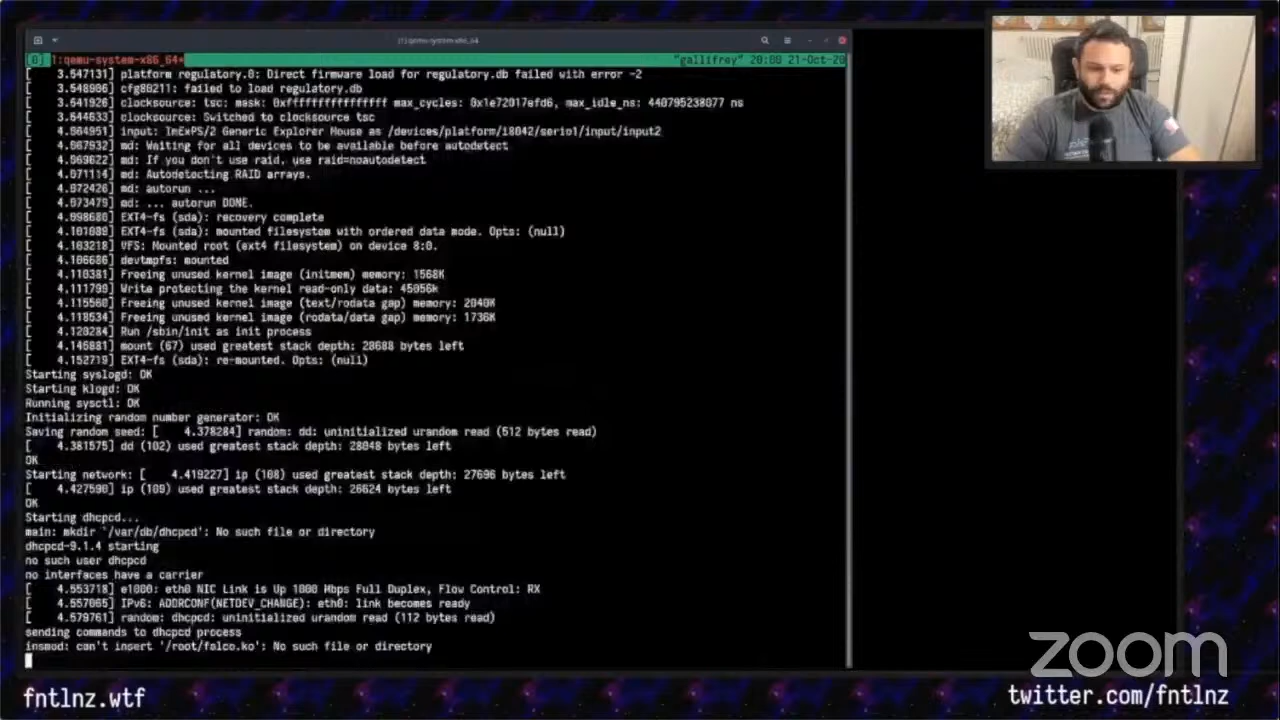 [1] qemu-system-x86_64
[0] 1:qemu-system-x86_64* "gallifrey" 20:00 21-Oct-20
[ 3.547131] platform regulatory.0: Direct firmware load for regulatory.db failed with error -2
[ 3.548906] cfg80211: failed to load regulatory.db
[ 3.641926] clocksource: tsc: mask: 0xffffffffffffffff max_cycles: 0x1e72017efd6, max_idle_ns: 440795238077 ns
[ 3.644633] clocksource: Switched to clocksource tsc
[ 4.064951] input: ImExPS/2 Generic Explorer Mouse as /devices/platform/i8042/serio1/input/input2
[ 4.067932] md: Waiting for all devices to be available before autodetect
[ 4.069622] md: If you don't use raid, use raid=noautodetect
[ 4.071114] md: Autodetecting RAID arrays.
[ 4.072426] md: autorun ...
[ 4.073479] md: ... autorun DONE.
[ 4.098680] EXT4-fs (sda): recovery complete
[ 4.101089] EXT4-fs (sda): mounted filesystem with ordered data mode. Opts: (null)
[ 4.103218] VFS: Mounted root (ext4 filesystem) on device 8:0.
[ 4.106686] devtmpfs: mounted
[ 4.110381] Freeing unused kernel image (initmem) memory: 1568K
[ 4.111799] Write protecting the kernel read-only data: 45056k
[ 4.115560] Freeing unused kernel image (text/rodata gap) memory: 2040K
[ 4.118534] Freeing unused kernel image (rodata/data gap) memory: 1736K
[ 4.120284] Run /sbin/init as init process
[ 4.146881] mount (67) used greatest stack depth: 28688 bytes left
[ 4.152719] EXT4-fs (sda): re-mounted. Opts: (null)
Starting syslogd: OK
Starting klogd: OK
Running sysctl: OK
Initializing random number generator: OK
Saving random seed: [ 4.378284] random: dd: uninitialized urandom read (512 bytes read)
[ 4.381575] dd (102) used greatest stack depth: 28048 bytes left
OK
Starting network: [ 4.419227] ip (108) used greatest stack depth: 27696 bytes left
[ 4.427590] ip (109) used greatest stack depth: 26624 bytes left
OK
Starting dhcpcd...
main: mkdir `/var/db/dhcpcd': No such file or directory
dhcpcd-9.1.4 starting
no such user dhcpcd
no interfaces have a carrier
[ 4.553718] e1000: eth0 NIC Link is Up 1000 Mbps Full Duplex, Flow Control: RX
[ 4.557065] IPv6: ADDRCONF(NETDEV_CHANGE): eth0: link becomes ready
[ 4.579761] random: dhcpcd: uninitialized urandom read (112 bytes read)
sending commands to dhcpcd process
insmod: can't insert '/root/falco.ko': No such file or directory
zoom
fntlnz.wtf
twitter.com/fntlnz